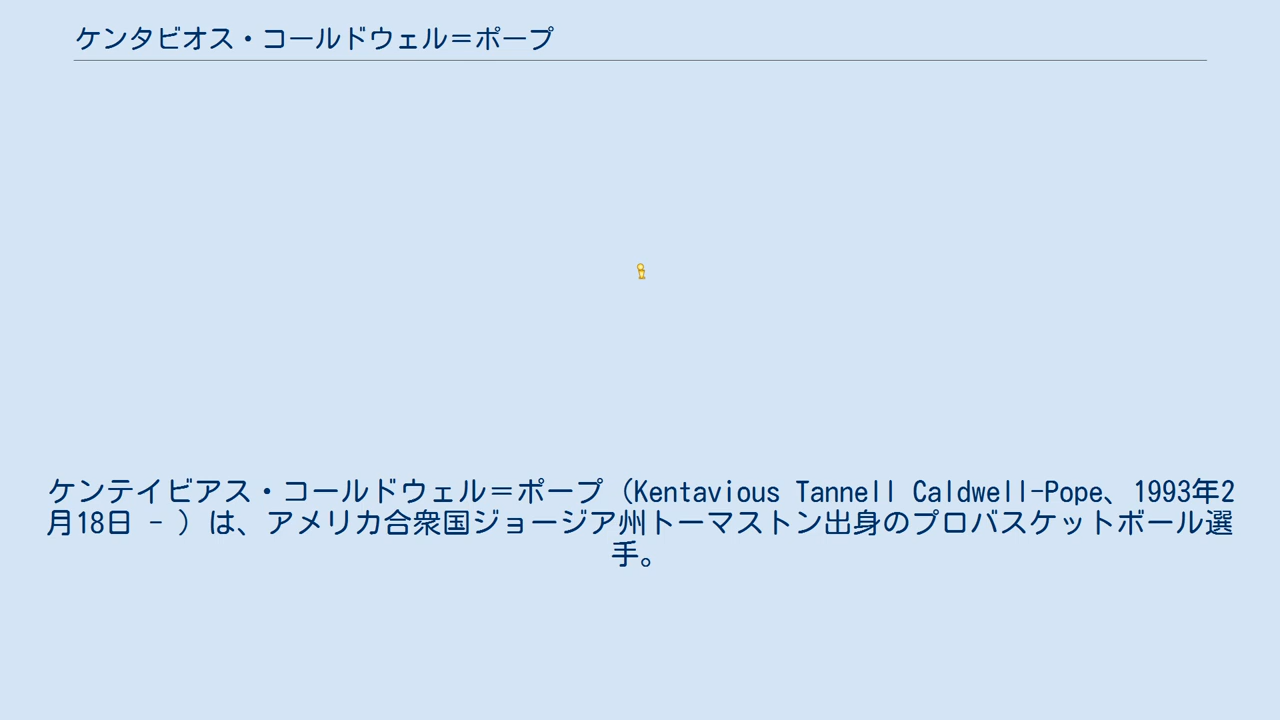 ケンタビオス・コールドウェル＝ポープ
ケンテイビアス・コールドウェル＝ポープ（Kentavious Tannell Caldwell-Pope、1993年2
月18日 - ）は、アメリカ合衆国ジョージア州トーマストン出身のプロバスケットボール選
手。